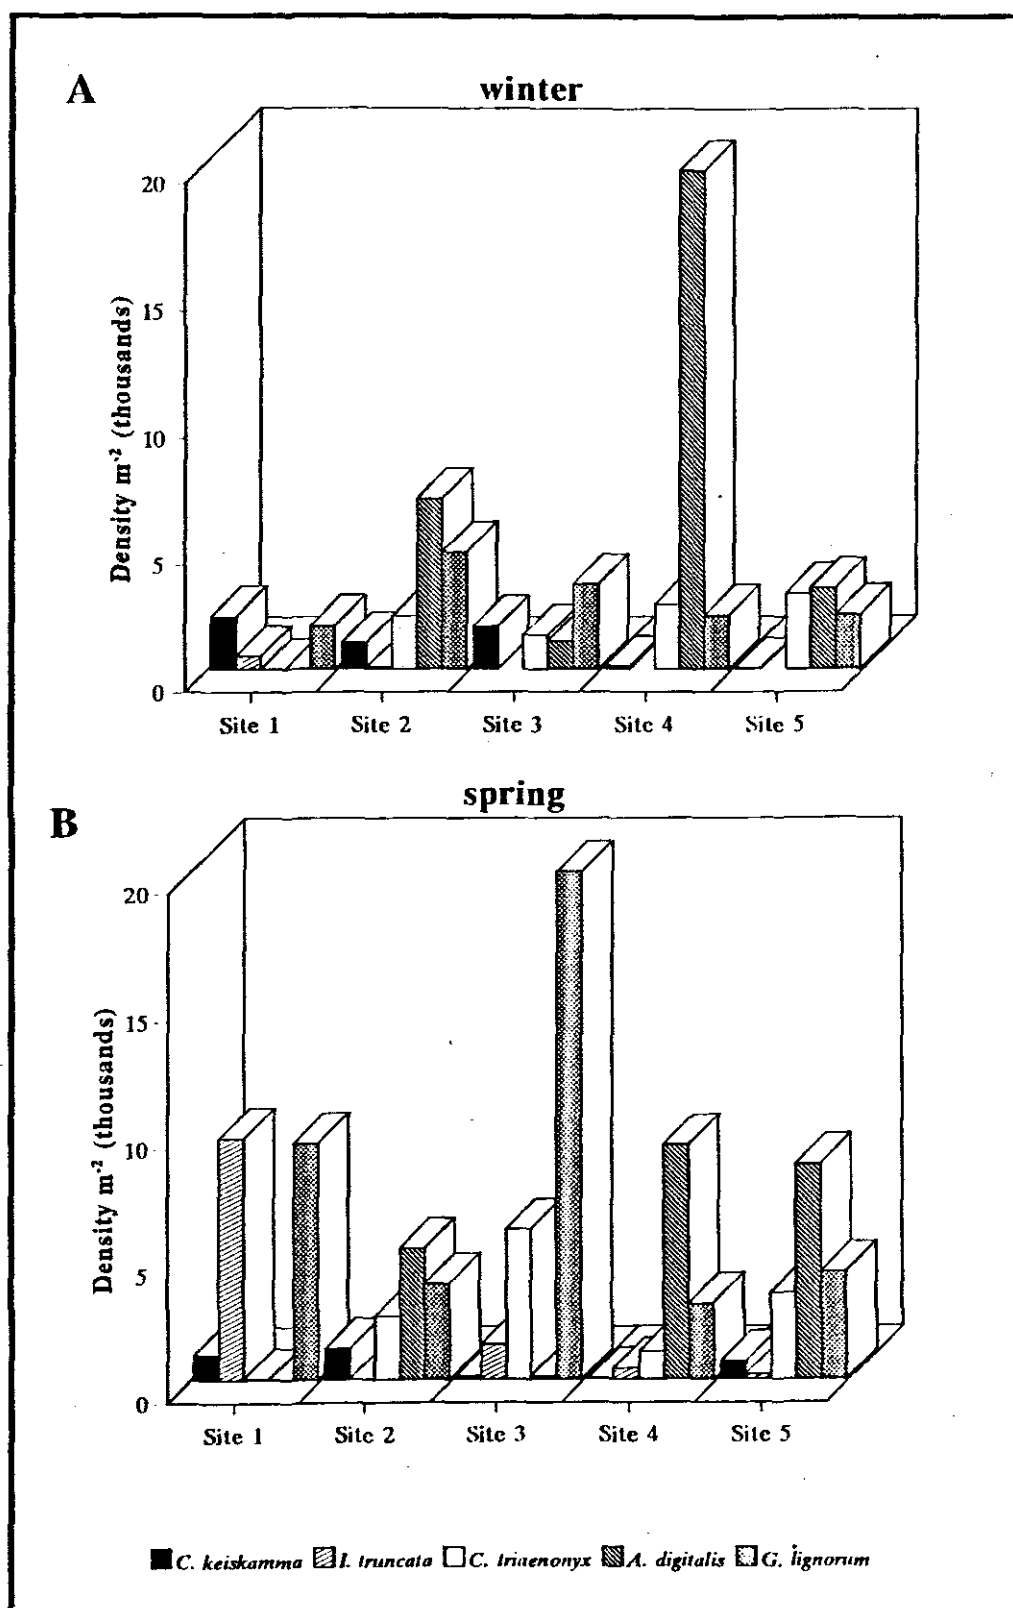 A
winter
20
15
10
5
0
Density m⁻² (thousands)
Site 1 Site 2 Site 3 Site 4 Site 5
B
spring
20
15
10
5
0
Density m⁻² (thousands)
Site 1 Site 2 Site 3 Site 4 Site 5
C. keiskamma I. truncata C. triaenonyx A. digitalis G. lignorum